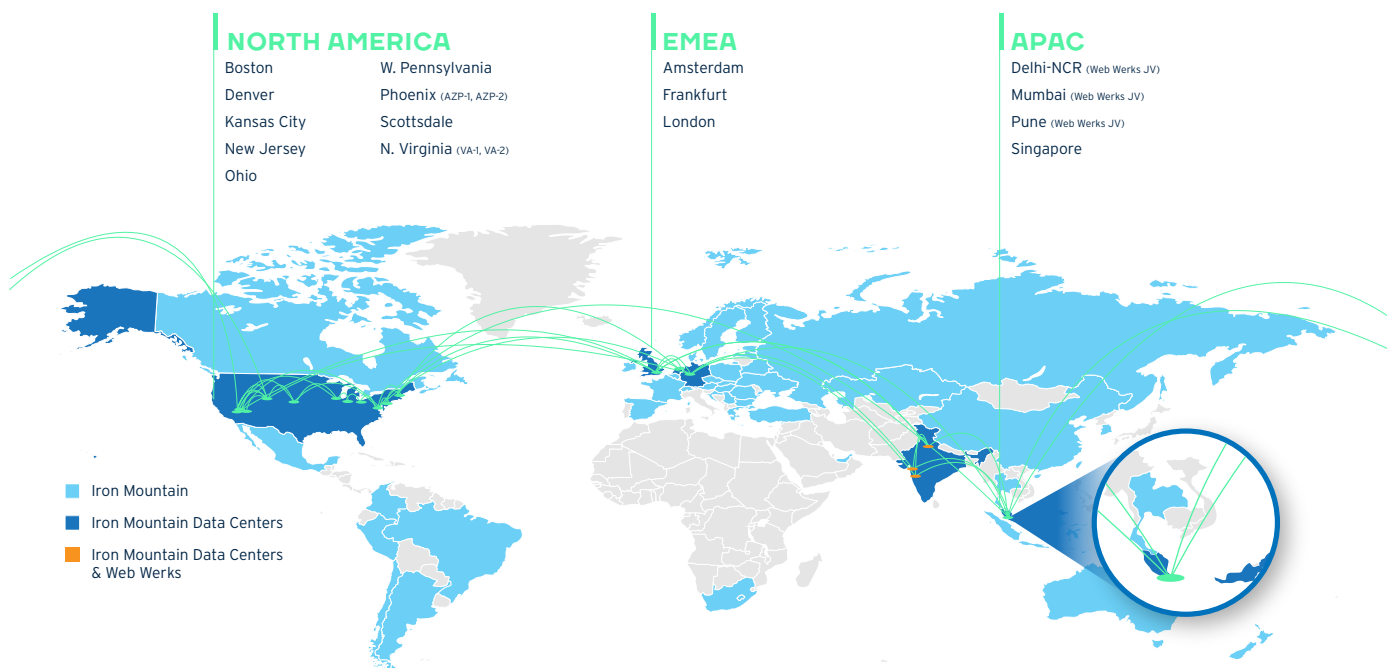 NORTH AMERICA
Boston
Denver
Kansas City
New Jersey
Ohio
W. Pennsylvania
Phoenix (AZP-1, AZP-2)
Scottsdale
N. Virginia (VA-1, VA-2)
EMEA
Amsterdam
Frankfurt
London
APAC
Delhi-NCR (Web Werks JV)
Mumbai (Web Werks JV)
Pune (Web Werks JV)
Singapore
Iron Mountain
Iron Mountain Data Centers
Iron Mountain Data Centers
& Web Werks